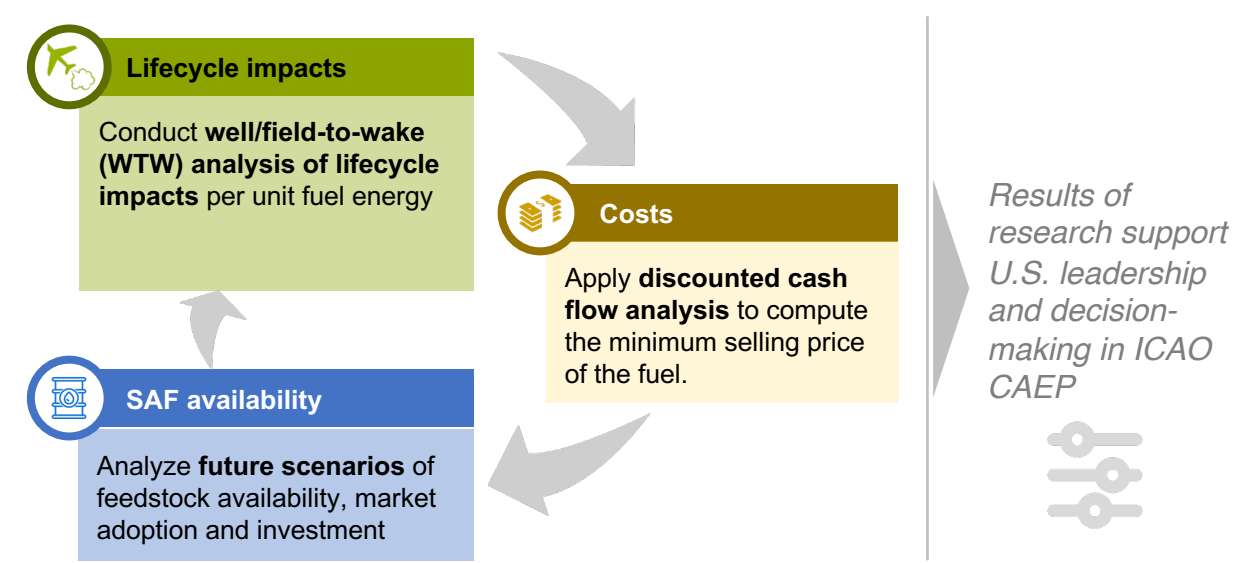 Lifecycle impacts
Conduct well/field-to-wake
(WTW) analysis of lifecycle
impacts per unit fuel energy
Costs
Apply discounted cash
flow analysis to compute
the minimum selling price
of the fuel.
SAF availability
Analyze future scenarios of
feedstock availability, market
adoption and investment
Results of
research support
U.S. leadership
and decision-
making in ICAO
CAEP